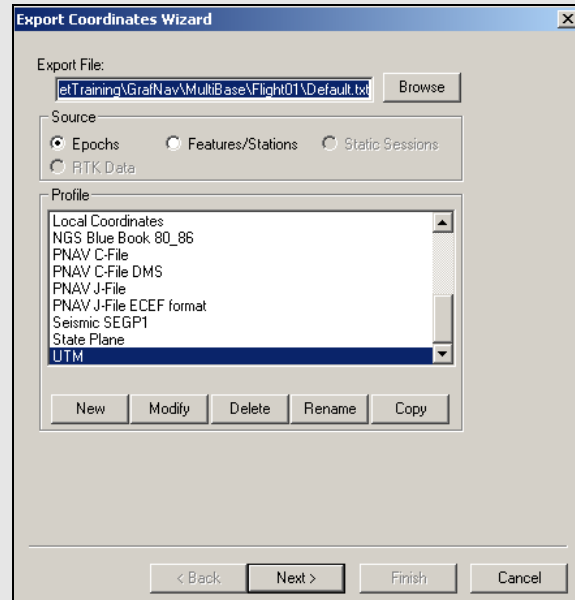 Export Coordinates Wizard
Export File:
etTraining\GrafNav\MultiBase\Flight01\Default.txt
Browse
Source
Epochs
Features/Stations
Static Sessions
RTK Data
Profile
Local Coordinates
NGS Blue Book 80_86
PNAV C-File
PNAV C-File DMS
PNAV J-File
PNAV J-File ECEF format
Seismic SEGP1
State Plane
UTM
New Modify Delete Rename Copy
< Back Next > Finish Cancel